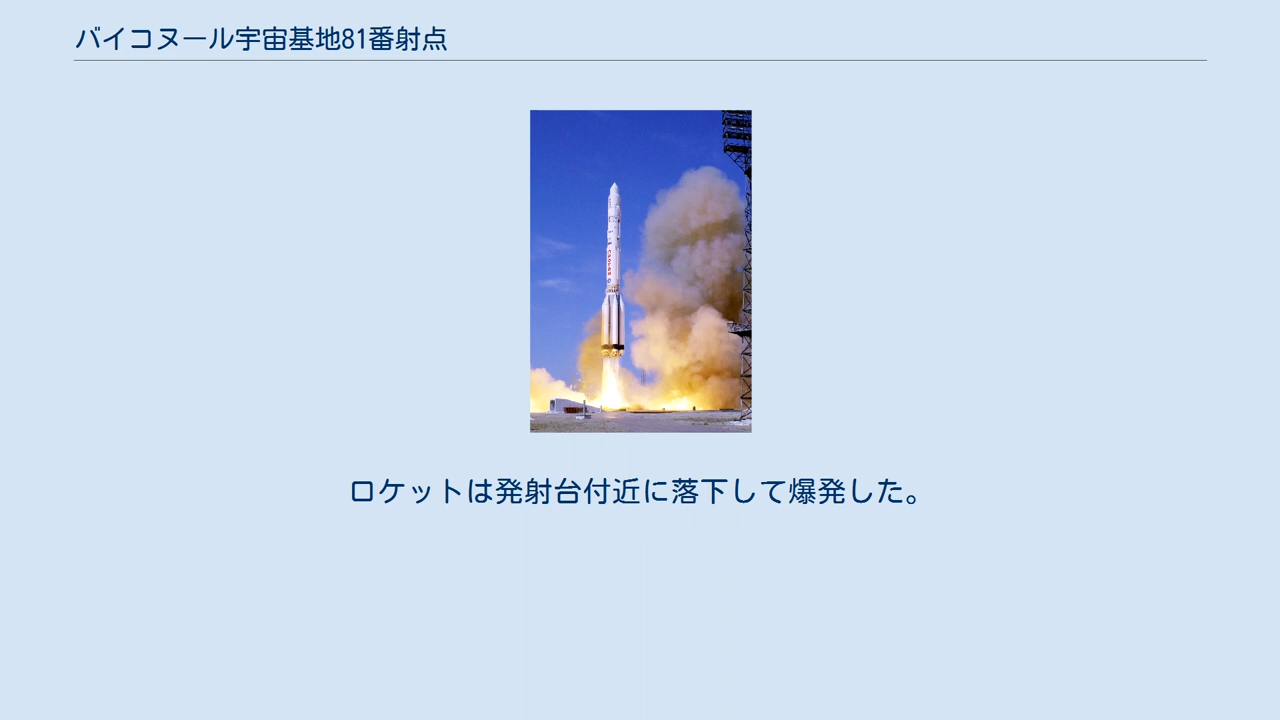 バイコヌール宇宙基地81番射点
ПРОТОН
ロケットは発射台付近に落下して爆発した。